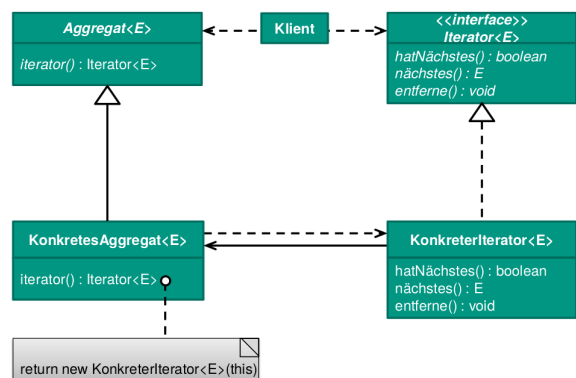 Aggregat<E>
iterator() : Iterator<E>
Klient
<<interface>>
Iterator<E>
hatNächstes() : boolean
nächstes() : E
entferne() : void
KonkretesAggregat<E>
iterator() : Iterator<E>
KonkreterIterator<E>
hatNächstes() : boolean
nächstes() : E
entferne() : void
return new KonkreterIterator<E>(this)